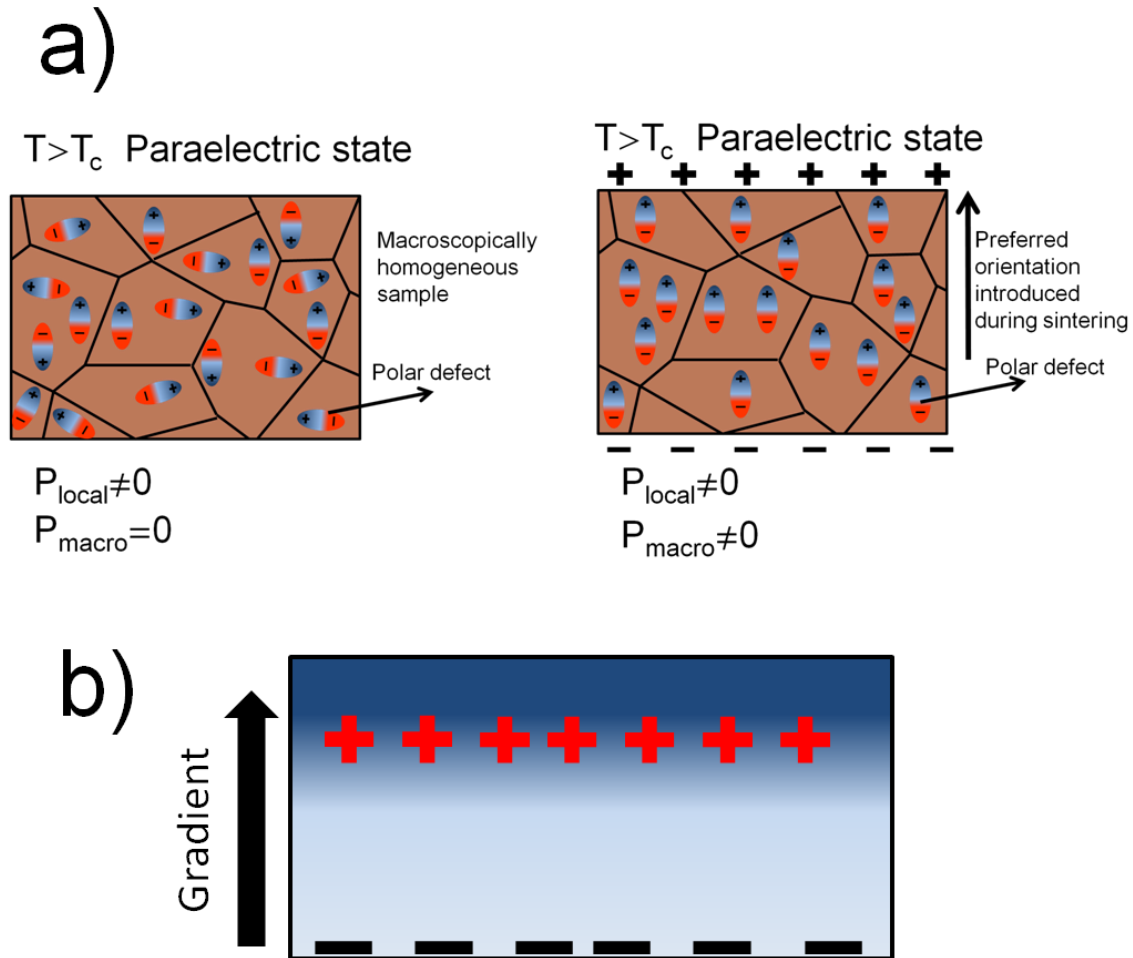 a)
T>Tc Paraelectric state
Macroscopically
homogeneous
sample
Polar defect
Plocal≠0
Pmacro=0
T>Tc Paraelectric state
+ + + + + +
Preferred
orientation
introduced
during sintering
Polar defect
− − − − − −
Plocal≠0
Pmacro≠0
b)
Gradient
+ + + + + + +
− − − − − −